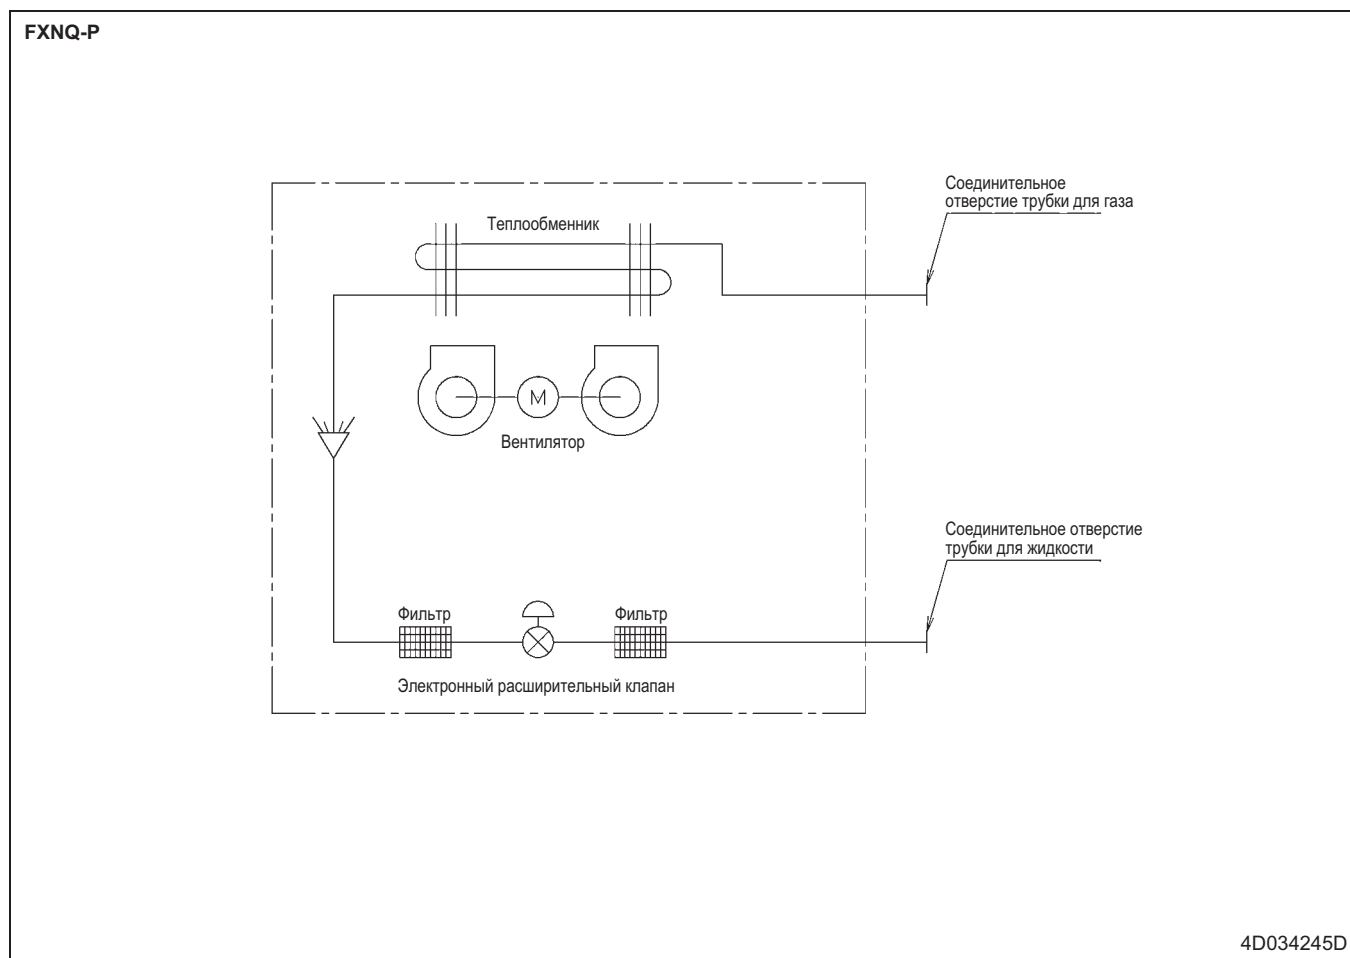 FXNQ-P
Соединительное
отверстие трубки для газа
Теплообменник
M
Вентилятор
Соединительное отверстие
трубки для жидкости
Фильтр
Фильтр
Электронный расширительный клапан
4D034245D